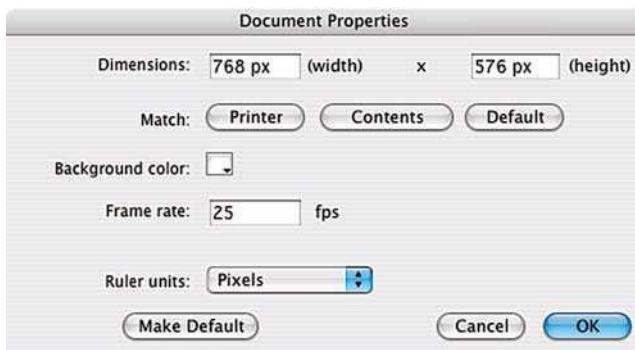 Document Properties
Dimensions: 768 px (width) x 576 px (height)
Match: Printer Contents Default
Background color:
Frame rate: 25 fps
Ruler units: Pixels
Make Default Cancel OK